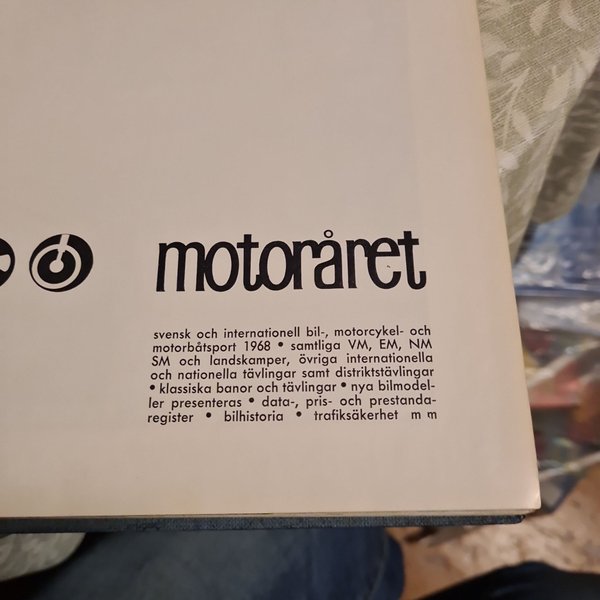 motoråret
svensk och internationell bil-, motorcykel- och
motorbåtsport 1968 • samtliga VM, EM, NM
SM och landskamper, övriga internationella
och nationella tävlingar samt distriktstävlingar
• klassiska banor och tävlingar • nya bilmodel-
ler presenteras • data-, pris- och prestanda-
register • bilhistoria • trafiksäkerhet m m